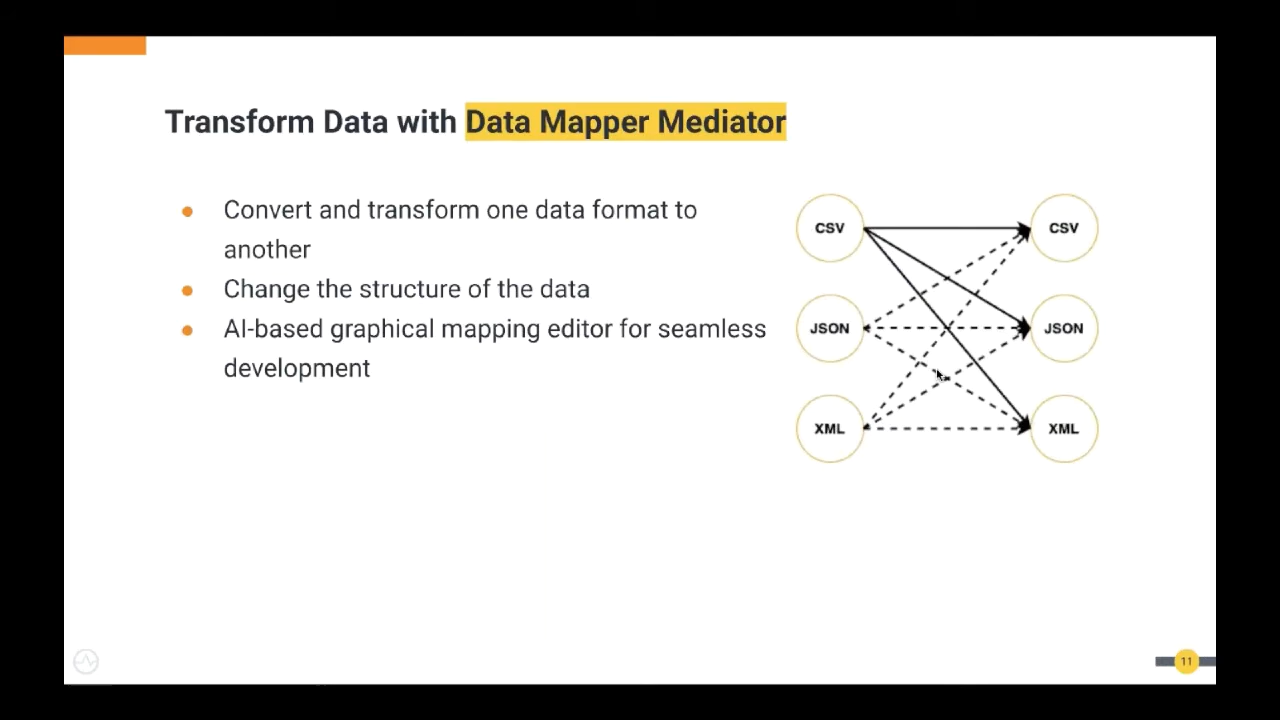 Transform Data with Data Mapper Mediator
Convert and transform one data format to
another
Change the structure of the data
AI-based graphical mapping editor for seamless
development
CSV
CSV
JSON
JSON
XML
XML
11